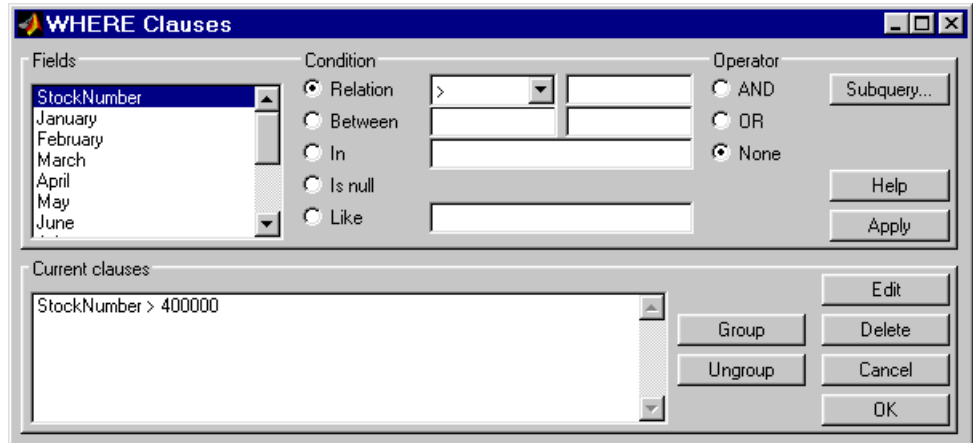 WHERE Clauses
Fields
StockNumber
January
February
March
April
May
June
Condition
Relation >
Between
In
Is null
Like
Operator
AND
OR
None
Subquery...
Help
Apply
Current clauses
StockNumber > 400000
Group
Ungroup
Edit
Delete
Cancel
OK